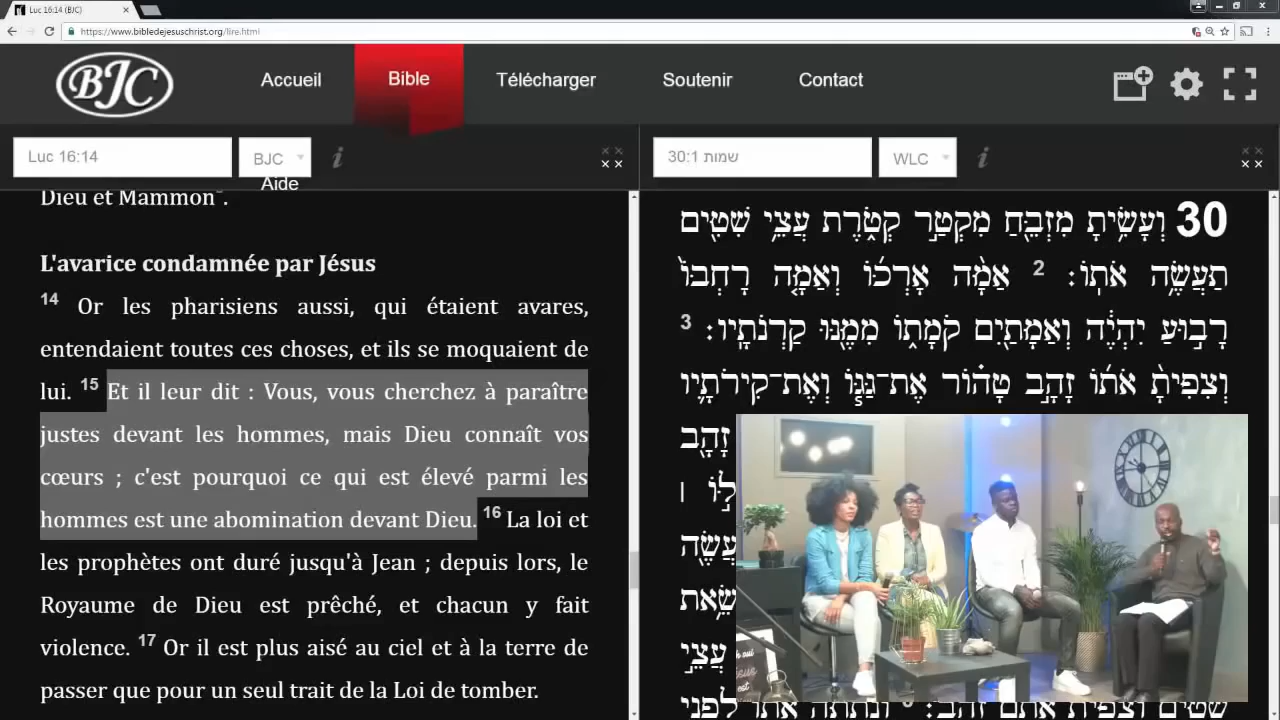 Luc 16:14 (BJC)
https://www.bibledejesuschrist.org/lire.html
BJC
Accueil
Bible
Télécharger
Soutenir
Contact
Luc 16:14
BJC
Aide
Dieu et Mammon
L'avarice condamnée par Jésus
14 Or les pharisiens aussi, qui étaient avares,
entendaient toutes ces choses, et ils se moquaient de
lui. 15 Et il leur dit : Vous, vous cherchez à paraître
justes devant les hommes, mais Dieu connaît vos
cœurs ; c'est pourquoi ce qui est élevé parmi les
hommes est une abomination devant Dieu. 16 La loi et
les prophètes ont duré jusqu'à Jean ; depuis lors, le
Royaume de Dieu est prêché, et chacun y fait
violence. 17 Or il est plus aisé au ciel et à la terre de
passer que pour un seul trait de la Loi de tomber.
שמות 30:1
WLC
30 וְעָשִׂ֥יתָ מִזְבֵּ֖חַ מִקְטַ֣ר קְטֹ֑רֶת עֲצֵ֥י שִׁטִּ֖ים
תַּעֲשֶׂ֥ה אֹתֽוֹ׃ 2 אַמָּ֨ה אָרְכּ֜וֹ וְאַמָּ֤ה רָחְבּוֹ֙
רָב֣וּעַ יִהְיֶ֔ה וְאַמָּתַ֖יִם קֹמָת֑וֹ מִמֶּ֖נּוּ קַרְנֹתָֽיו׃ 3
וְצִפִּיתָ֨ אֹת֜וֹ זָהָ֣ב טָה֗וֹר אֶת־גַּגּ֧וֹ וְאֶת־קִירֹתָ֛יו
זָהָ֖ב
עֲשֵׂה
עֲצֵ֣י
שִׁטִּ֑ים וְצִפִּיתָ֥ אֹתָ֖ם זָהָֽב׃ וְנָתַתָּ֤ה אֹתוֹ֙ לִפְנֵ֣י